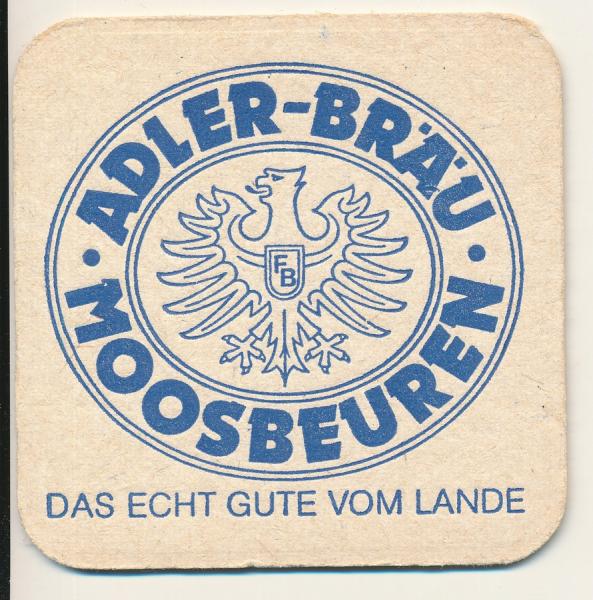 ADLER-BRÄU
FB
MOOSBEUREN
DAS ECHT GUTE VOM LANDE